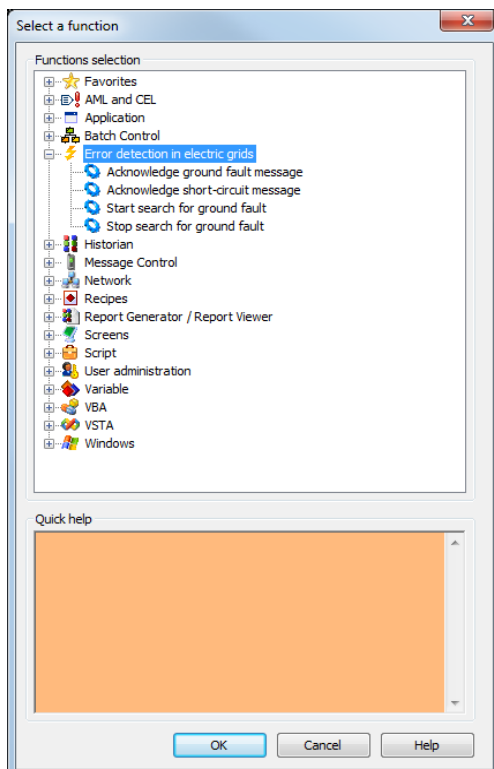 Select a function
Functions selection
Favorites
AML and CEL
Application
Batch Control
Error detection in electric grids
Acknowledge ground fault message
Acknowledge short-circuit message
Start search for ground fault
Stop search for ground fault
Historian
Message Control
Network
Recipes
Report Generator / Report Viewer
Screens
Script
User administration
Variable
VBA
VSTA
Windows
Quick help
OK Cancel Help